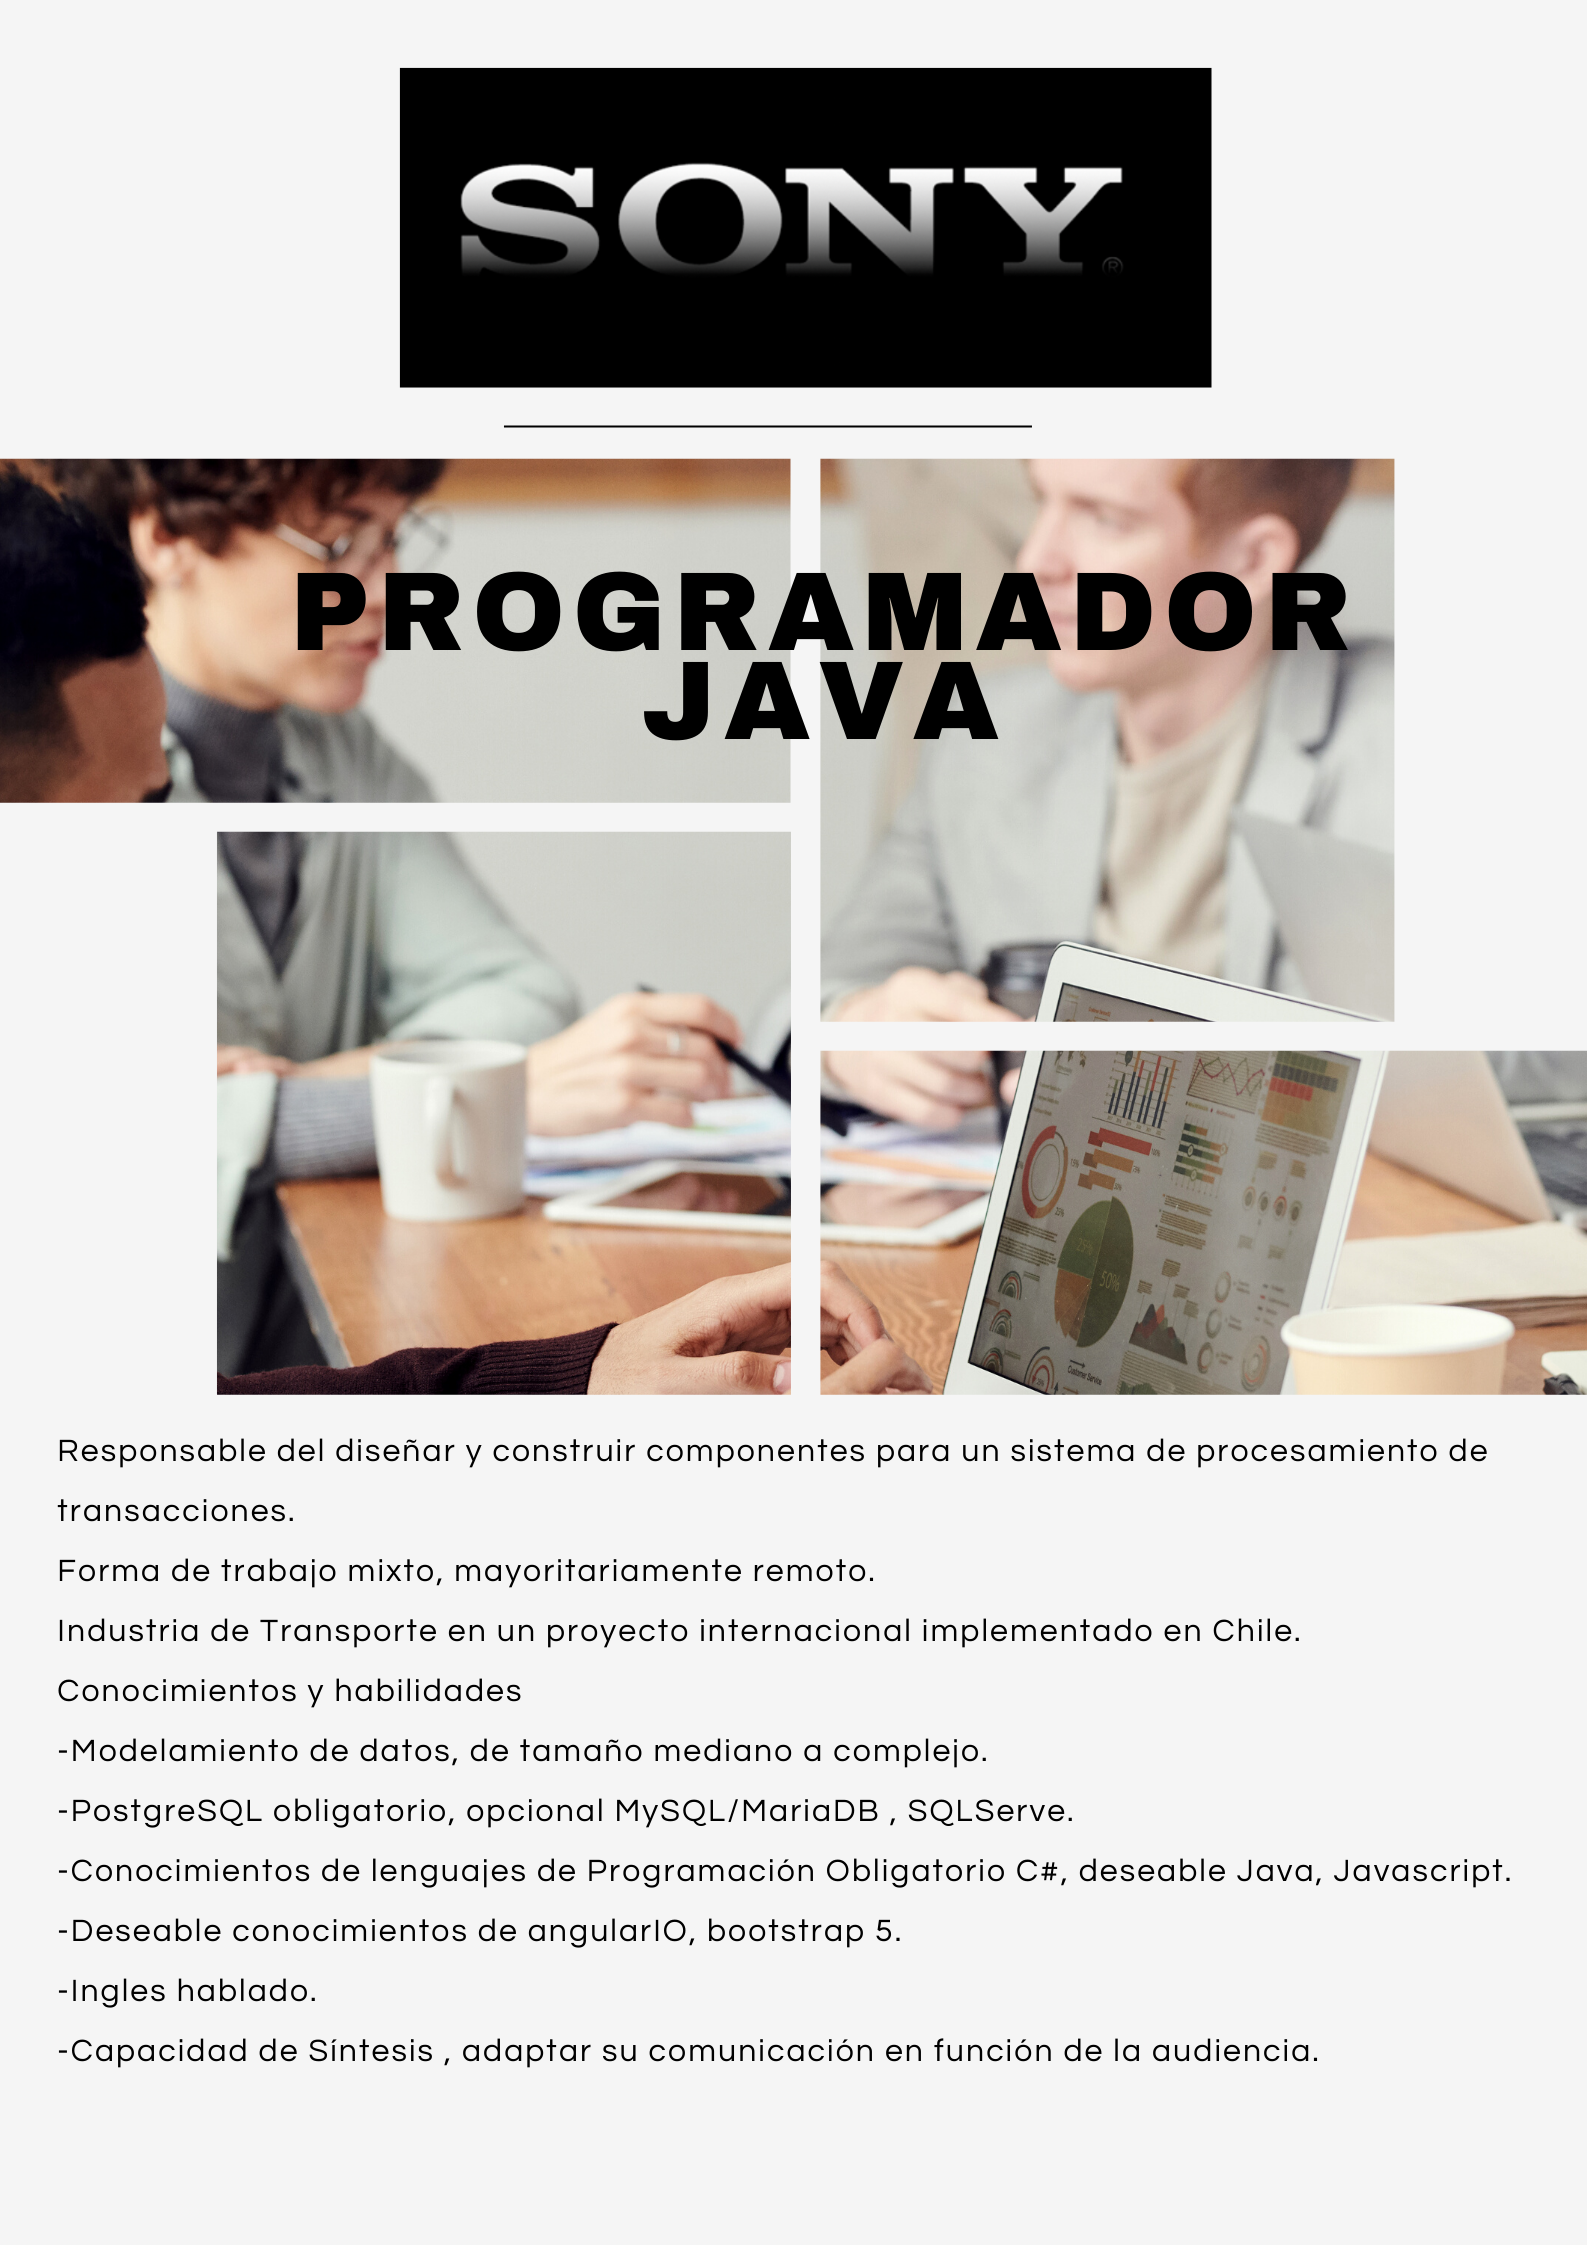 SONY
®
PROGRAMADOR
JAVA
50%
Customer Service
Responsable del diseñar y construir componentes para un sistema de procesamiento de
transacciones.
Forma de trabajo mixto, mayoritariamente remoto.
Industria de Transporte en un proyecto internacional implementado en Chile.
Conocimientos y habilidades
-Modelamiento de datos, de tamaño mediano a complejo.
-PostgreSQL obligatorio, opcional MySQL/MariaDB , SQLServe.
-Conocimientos de lenguajes de Programación Obligatorio C#, deseable Java, Javascript.
-Deseable conocimientos de angularIO, bootstrap 5.
-Ingles hablado.
-Capacidad de Síntesis , adaptar su comunicación en función de la audiencia.